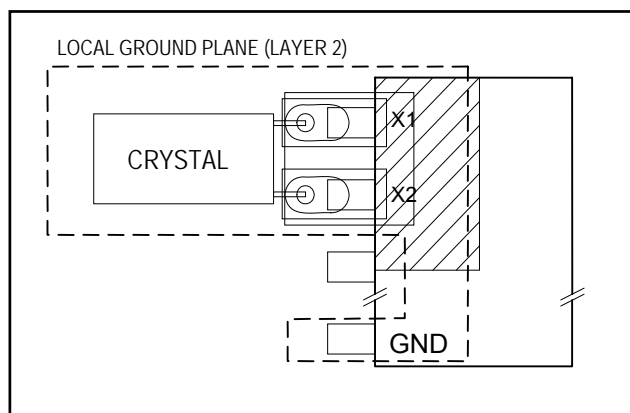 LOCAL GROUND PLANE (LAYER 2)
X1
CRYSTAL
X2
GND